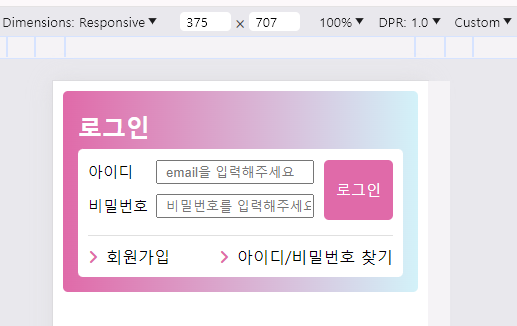 Dimensions: Responsive ▼ 375 × 707 100% ▼ DPR: 1.0 ▼ Custom ▼
로그인
아이디 email을 입력해주세요
로그인
비밀번호 비밀번호를 입력해주세요
회원가입 아이디/비밀번호 찾기